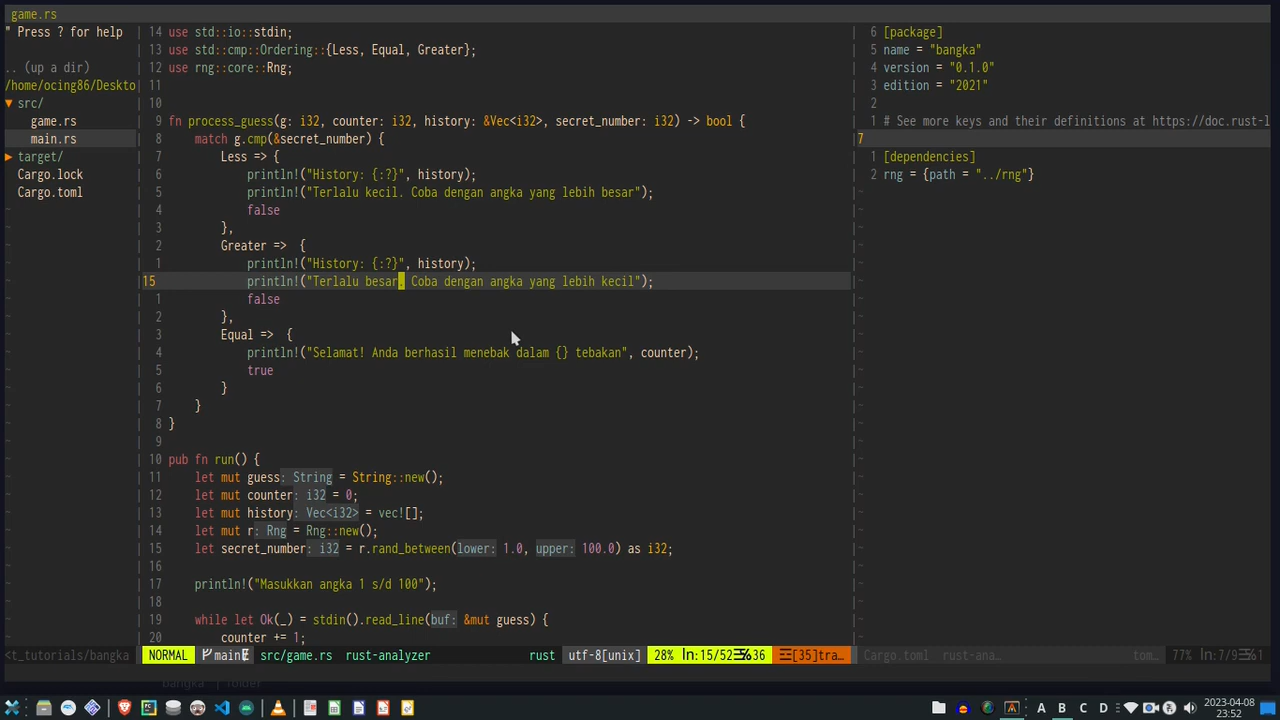 game.rs
" Press ? for help
.. (up a dir)
/home/ocing86/Deskto
▼ src/
game.rs
main.rs
▶ target/
Cargo.lock
Cargo.toml
14 use std::io::stdin;
13 use std::cmp::Ordering::{Less, Equal, Greater};
12 use rng::core::Rng;
11
10
9 fn process_guess(g: i32, counter: i32, history: &Vec<i32>, secret_number: i32) -> bool {
8 match g.cmp(&secret_number) {
7 Less => {
6 println!("History: {:?}", history);
5 println!("Terlalu kecil. Coba dengan angka yang lebih besar");
4 false
3 },
2 Greater => {
1 println!("History: {:?}", history);
15 println!("Terlalu besar. Coba dengan angka yang lebih kecil");
1 false
2 },
3 Equal => {
4 println!("Selamat! Anda berhasil menebak dalam {} tebakan", counter);
5 true
6 }
7 }
8 }
9
10 pub fn run() {
11 let mut guess: String = String::new();
12 let mut counter: i32 = 0;
13 let mut history: Vec<i32> = vec![];
14 let mut r: Rng = Rng::new();
15 let secret_number: i32 = r.rand_between(lower: 1.0, upper: 100.0) as i32;
16
17 println!("Masukkan angka 1 s/d 100");
18
19 while let Ok(_) = stdin().read_line(buf: &mut guess) {
20 counter += 1;
6 [package]
5 name = "bangka"
4 version = "0.1.0"
3 edition = "2021"
2
1 # See more keys and their definitions at https://doc.rust-l
7
1 [dependencies]
2 rng = {path = "../rng"}
<t_tutorials/bangka NORMAL main src/game.rs rust-analyzer rust utf-8[unix] 28% ln:15/52 36 [35]tra… Cargo.toml rust-ana… tom… 77% ln:7/9 1
bangka | folder
A B C D
2023-04-08
23:52